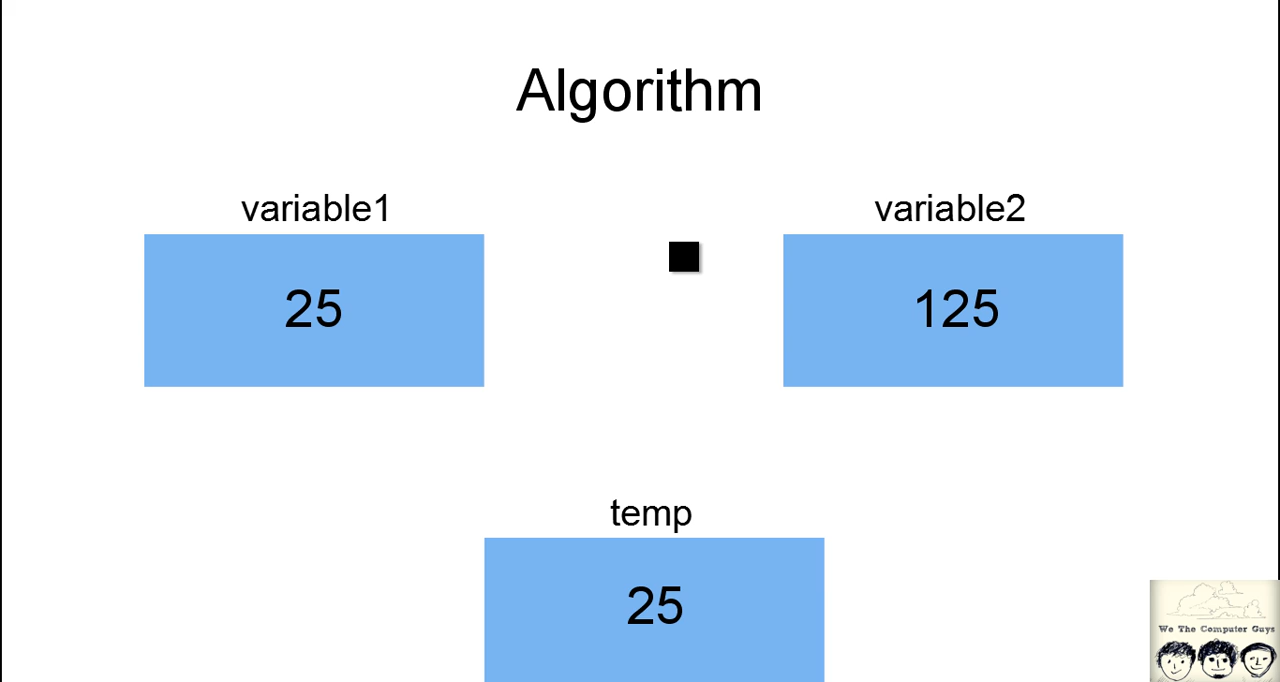 Algorithm
variable1
variable2
25
125
temp
25
We The Computer Guys